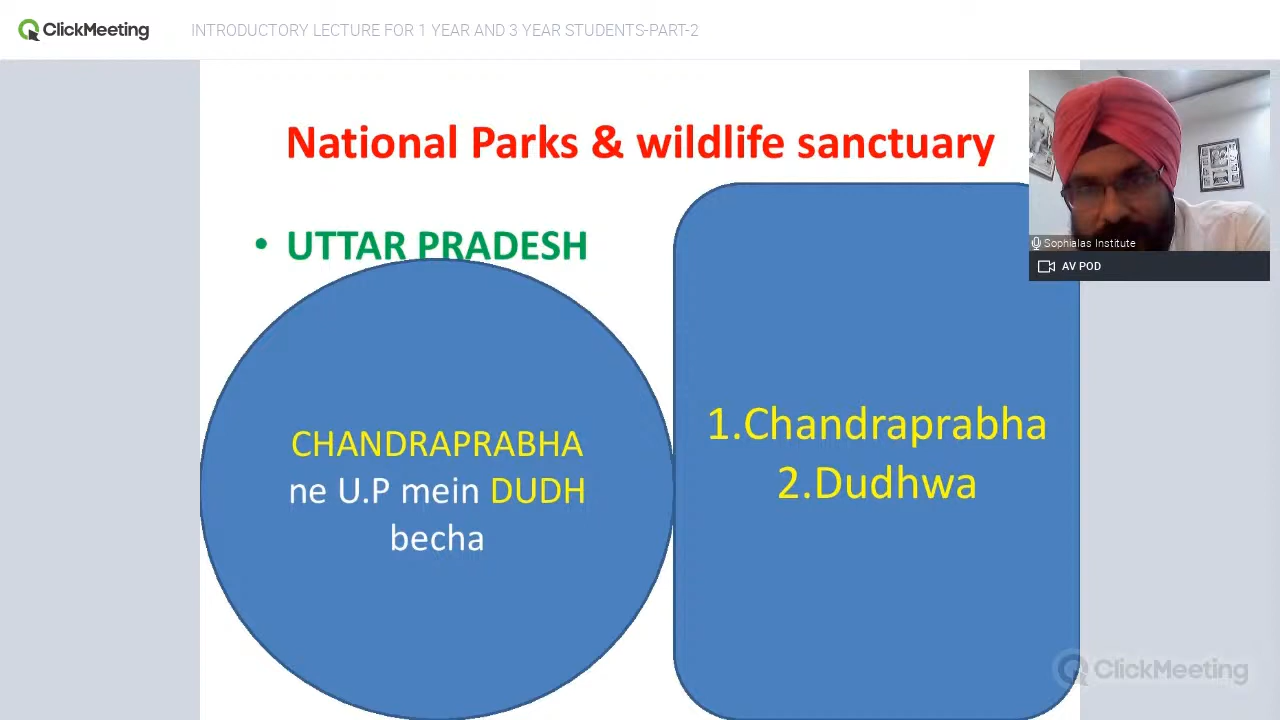 ClickMeeting
INTRODUCTORY LECTURE FOR 1 YEAR AND 3 YEAR STUDENTS-PART-2
National Parks & wildlife sanctuary
• UTTAR PRADESH
CHANDRAPRABHA
ne U.P mein DUDH
becha
1.Chandraprabha
2.Dudhwa
Sophialas Institute
AV POD
ClickMeeting